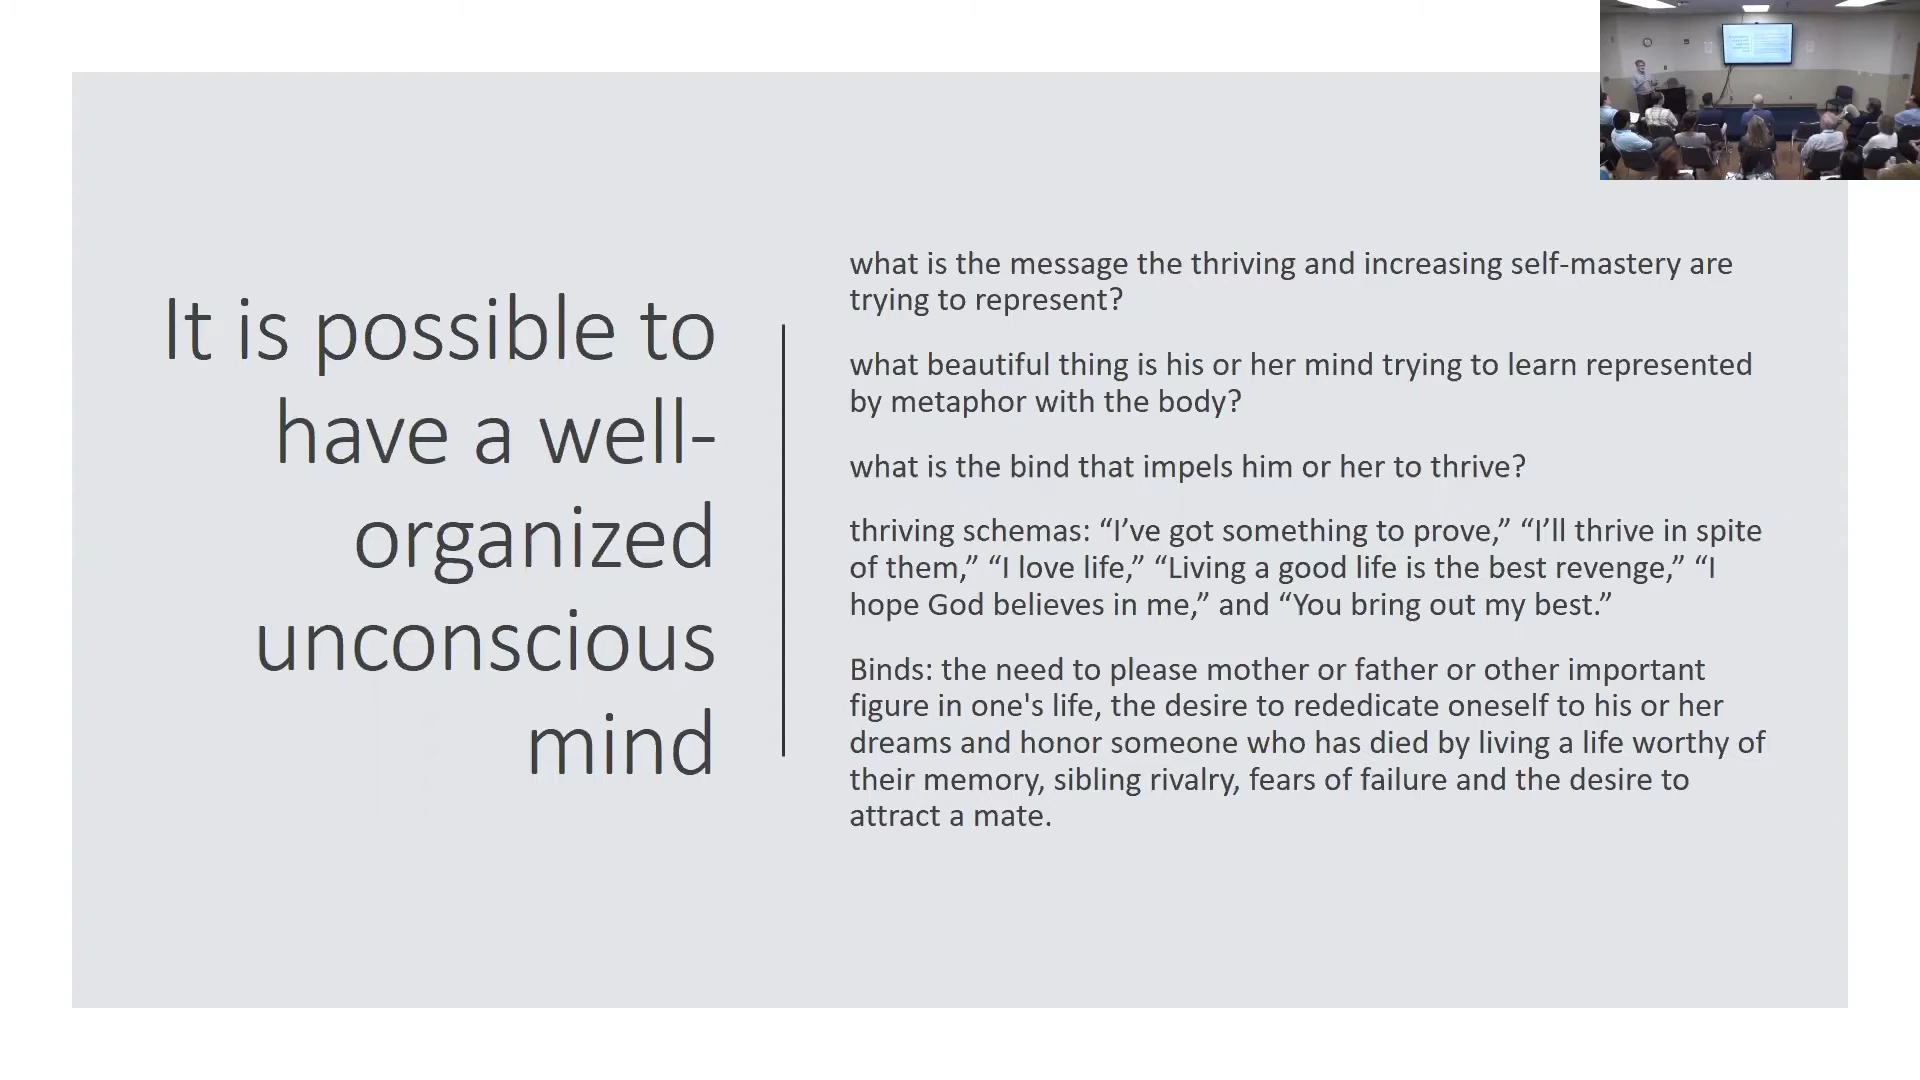 It is possible to
have a well-
organized
unconscious
mind
what is the message the thriving and increasing self-mastery are
trying to represent?
what beautiful thing is his or her mind trying to learn represented
by metaphor with the body?
what is the bind that impels him or her to thrive?
thriving schemas: “I’ve got something to prove,” “I’ll thrive in spite
of them,” “I love life,” “Living a good life is the best revenge,” “I
hope God believes in me,” and “You bring out my best.”
Binds: the need to please mother or father or other important
figure in one's life, the desire to rededicate oneself to his or her
dreams and honor someone who has died by living a life worthy of
their memory, sibling rivalry, fears of failure and the desire to
attract a mate.